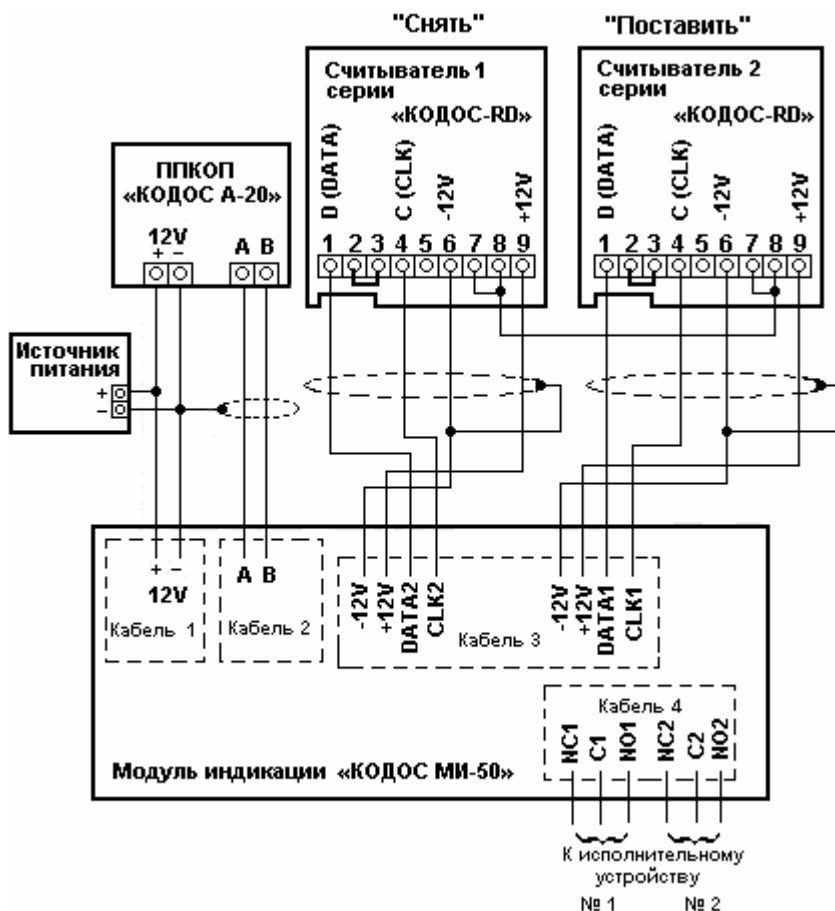 "Снять"
"Поставить"
Считыватель 1
серии
«КОДОС-RD»
D (DATA)
C (CLK)
-12V
+12V
1 2 3 4 5 6 7 8 9
Считыватель 2
серии
«КОДОС-RD»
D (DATA)
C (CLK)
-12V
+12V
1 2 3 4 5 6 7 8 9
ППКОП
«КОДОС А-20»
12V
+ −
A B
Источник
питания
+
−
+ −
12V
Кабель 1
A B
Кабель 2
-12V
+12V
DATA2
CLK2
Кабель 3
-12V
+12V
DATA1
CLK1
Кабель 4
NC1
C1
NO1
NC2
C2
NO2
Модуль индикации «КОДОС МИ-50»
К исполнительному
устройству
№ 1 № 2